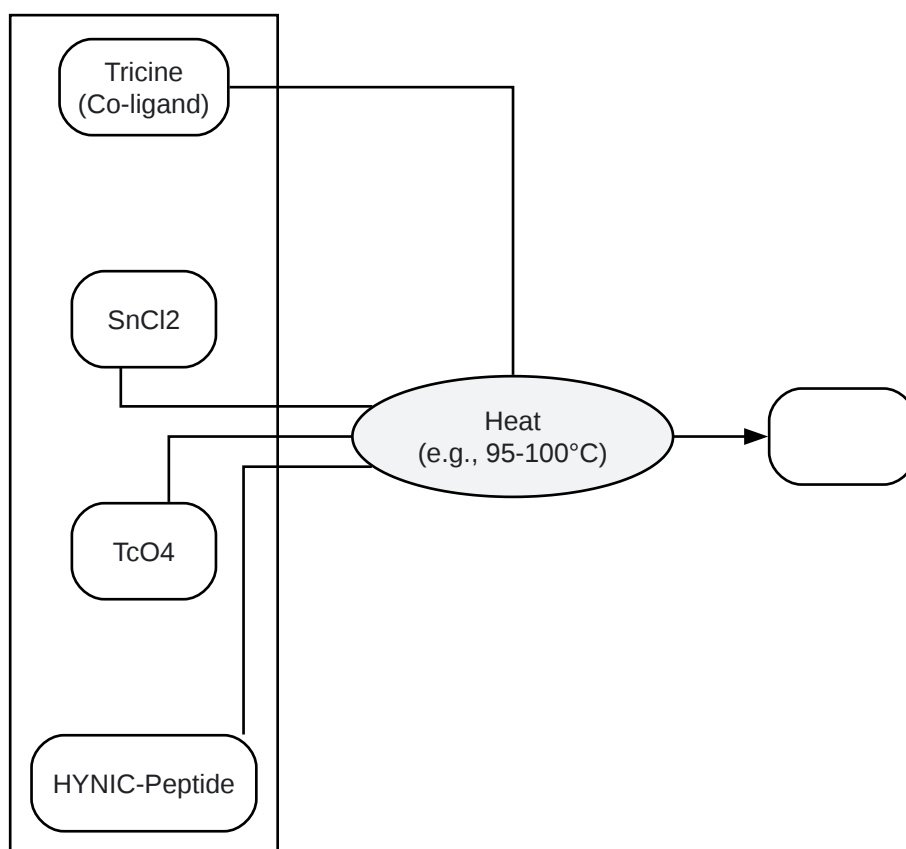 Tricine
(Co-ligand)
SnCl2
Heat
(e.g., 95-100°C)
TcO4
HYNIC-Peptide